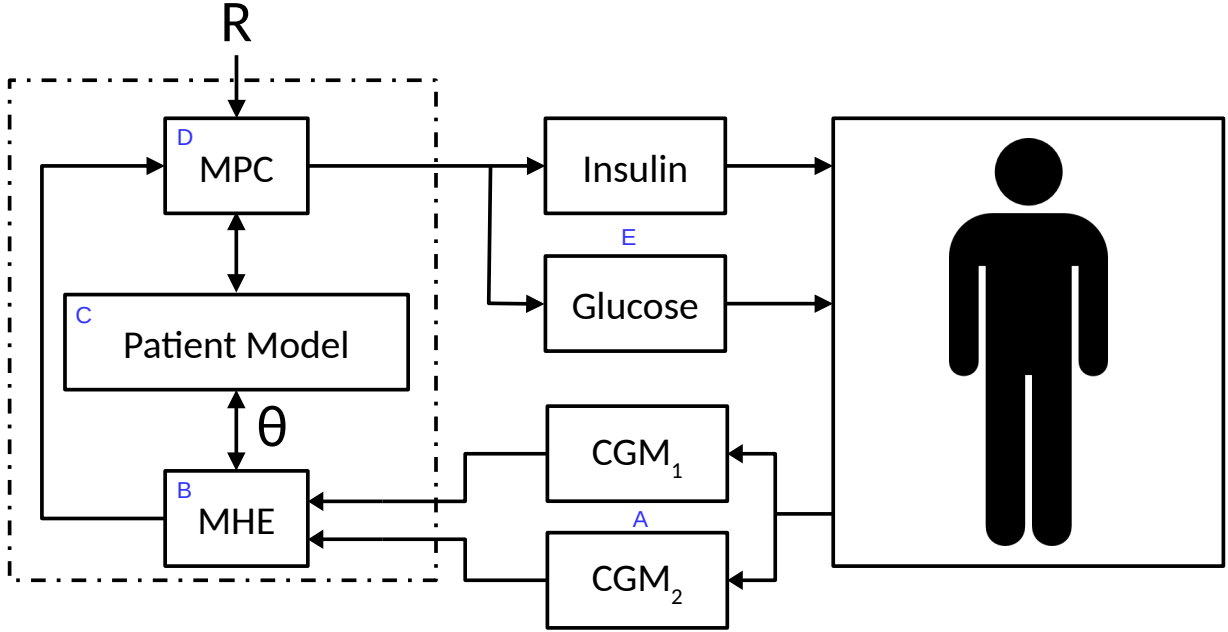 R
D
MPC
Insulin
E
Glucose
C
Patient Model
θ
CGM₁
B
MHE
A
CGM₂